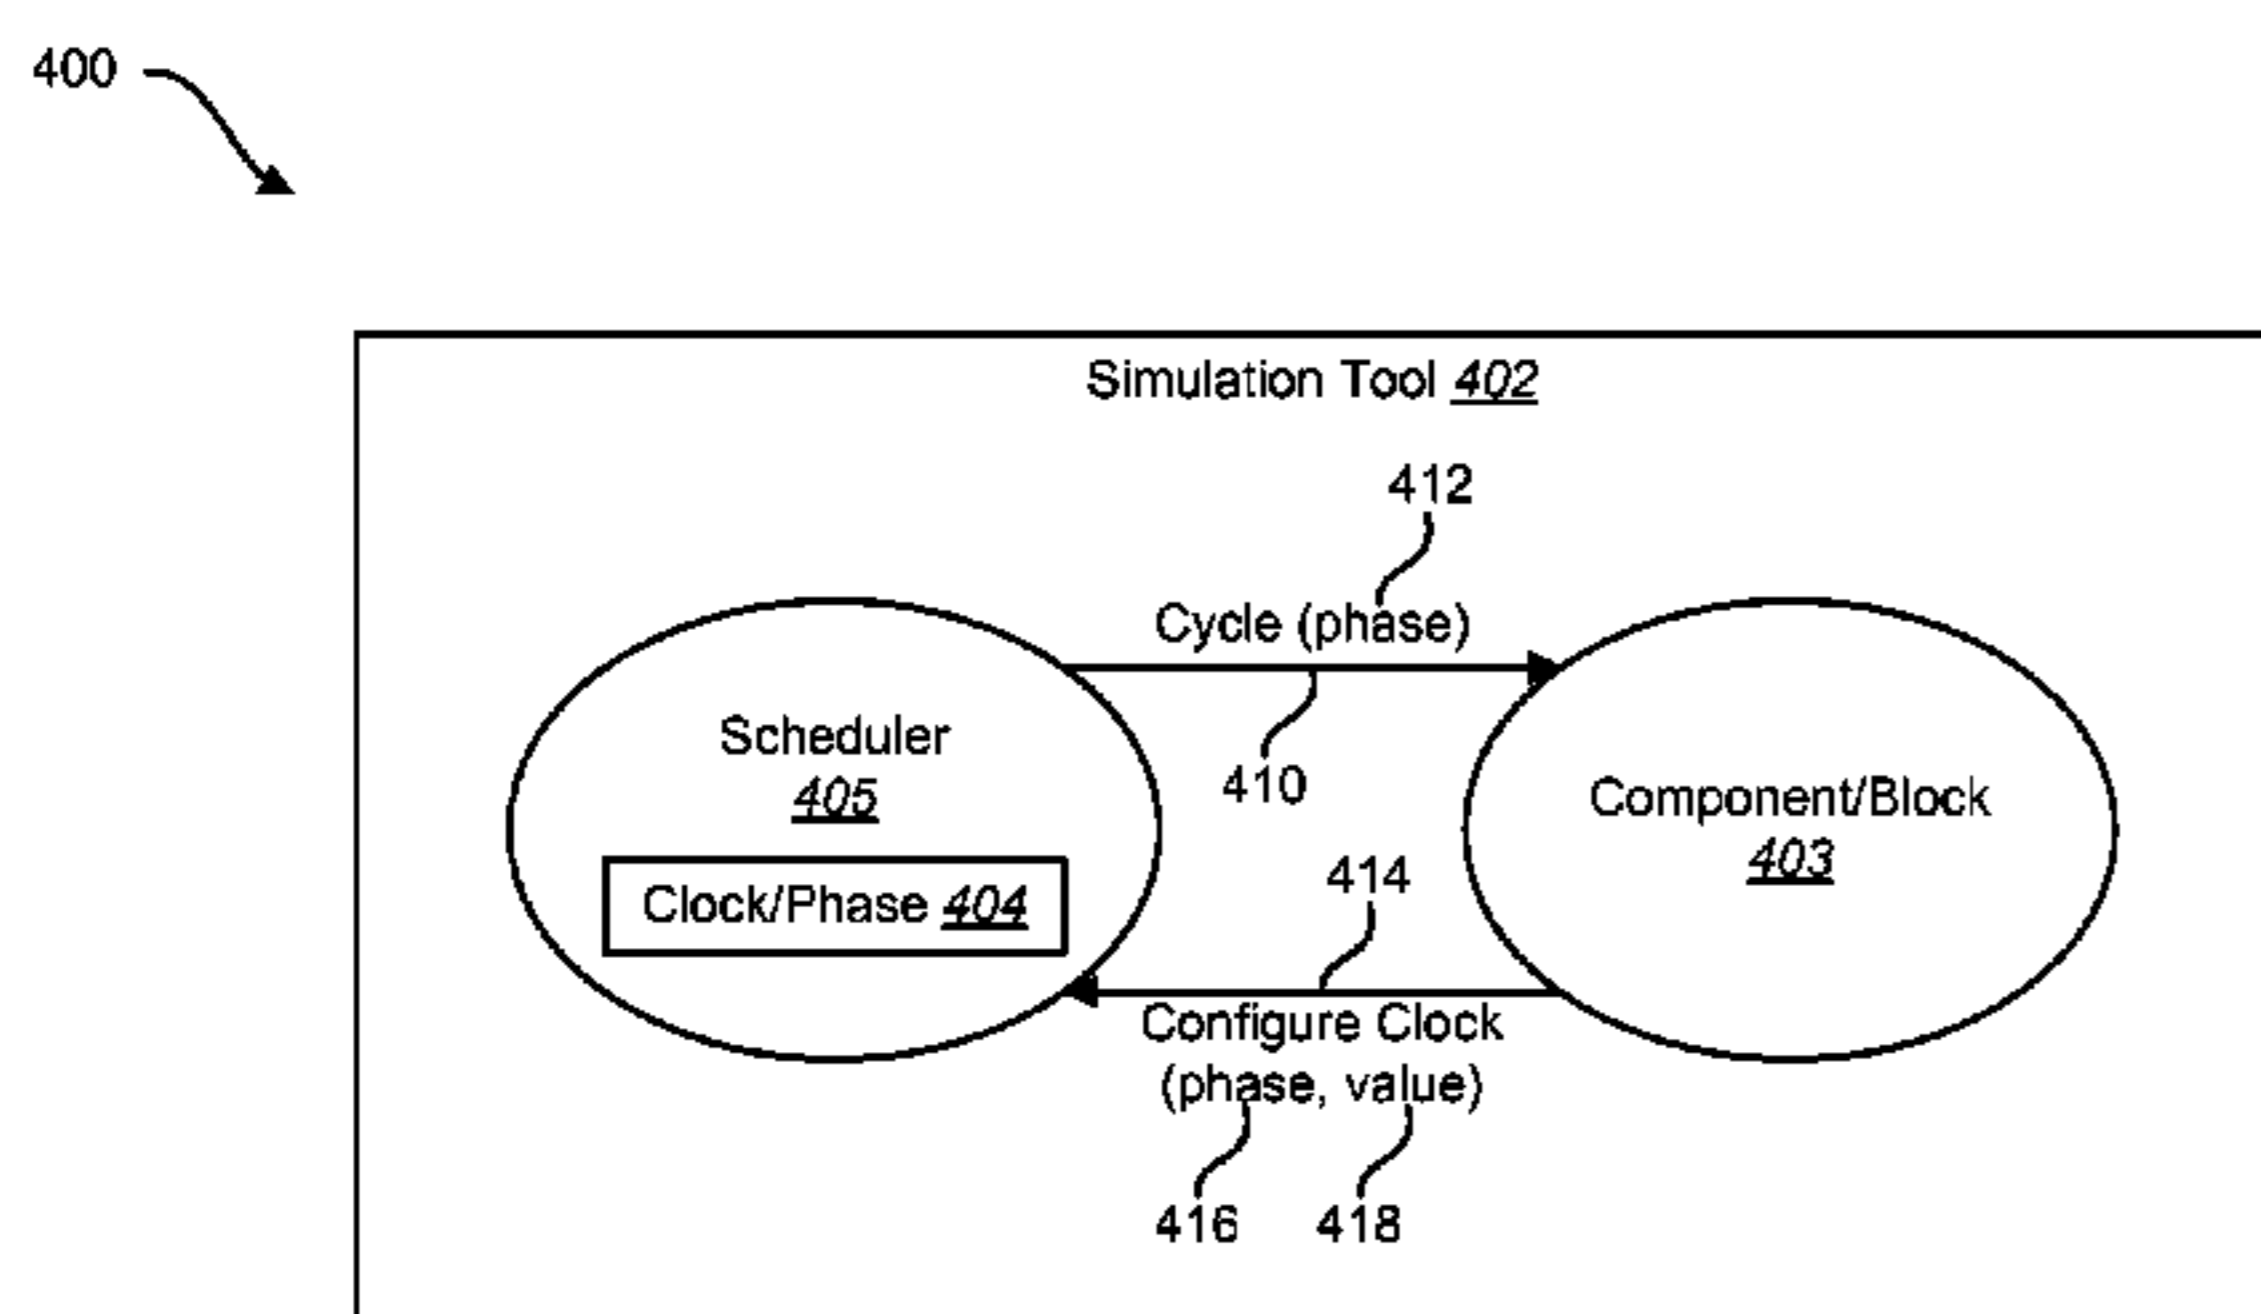 400
Simulation Tool 402
412
Cycle (phase)
410
Scheduler
405
Clock/Phase 404
Component/Block
403
414
Configure Clock
(phase, value)
416
418